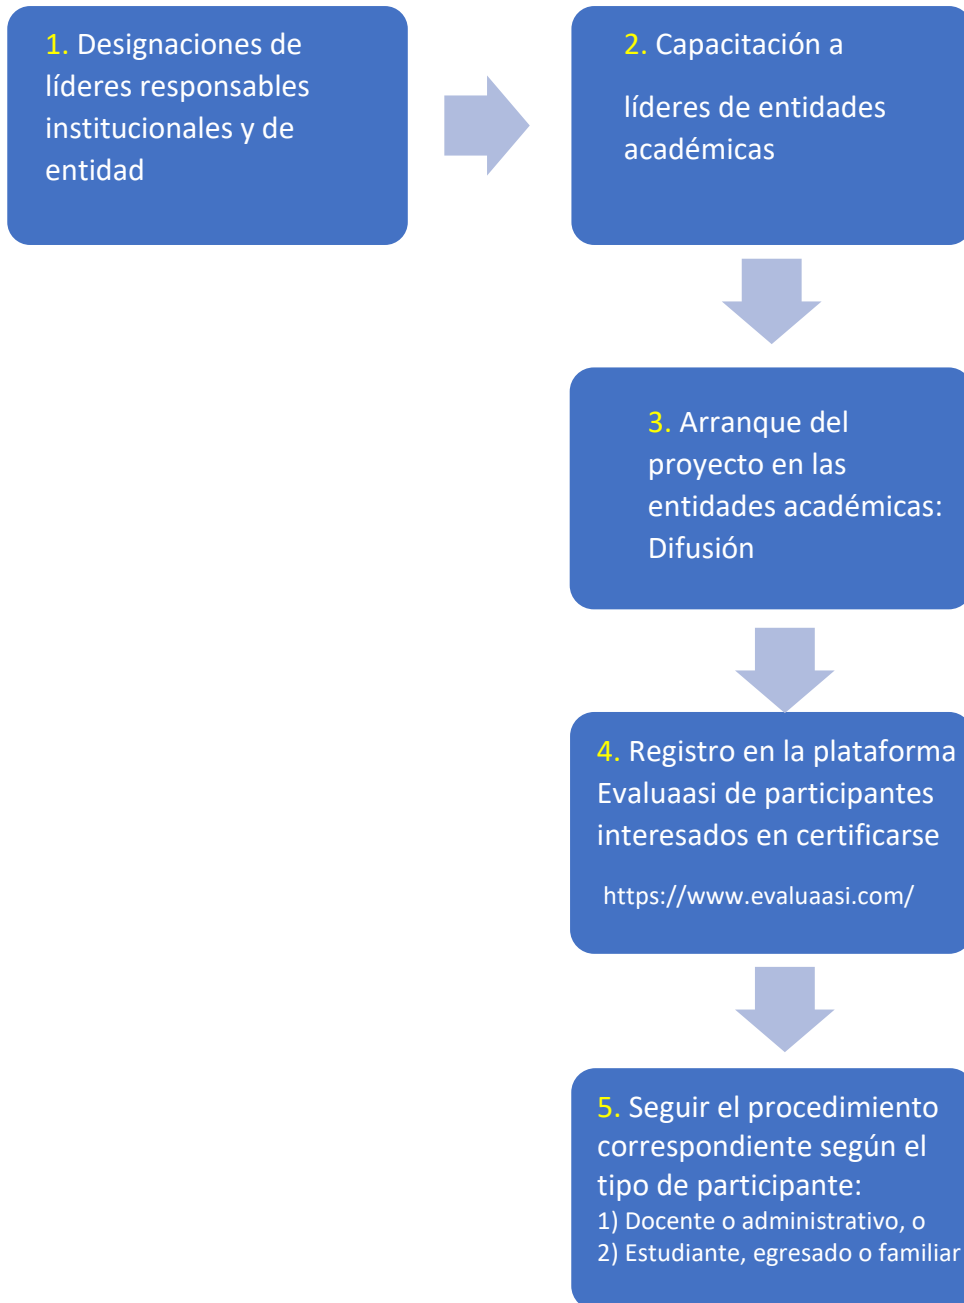 1. Designaciones de
líderes responsables
institucionales y de
entidad
2. Capacitación a
líderes de entidades
académicas
3. Arranque del
proyecto en las
entidades académicas:
Difusión
4. Registro en la plataforma
Evaluaasi de participantes
interesados en certificarse
https://www.evaluaasi.com/
5. Seguir el procedimiento
correspondiente según el
tipo de participante:
1) Docente o administrativo, o
2) Estudiante, egresado o familiar